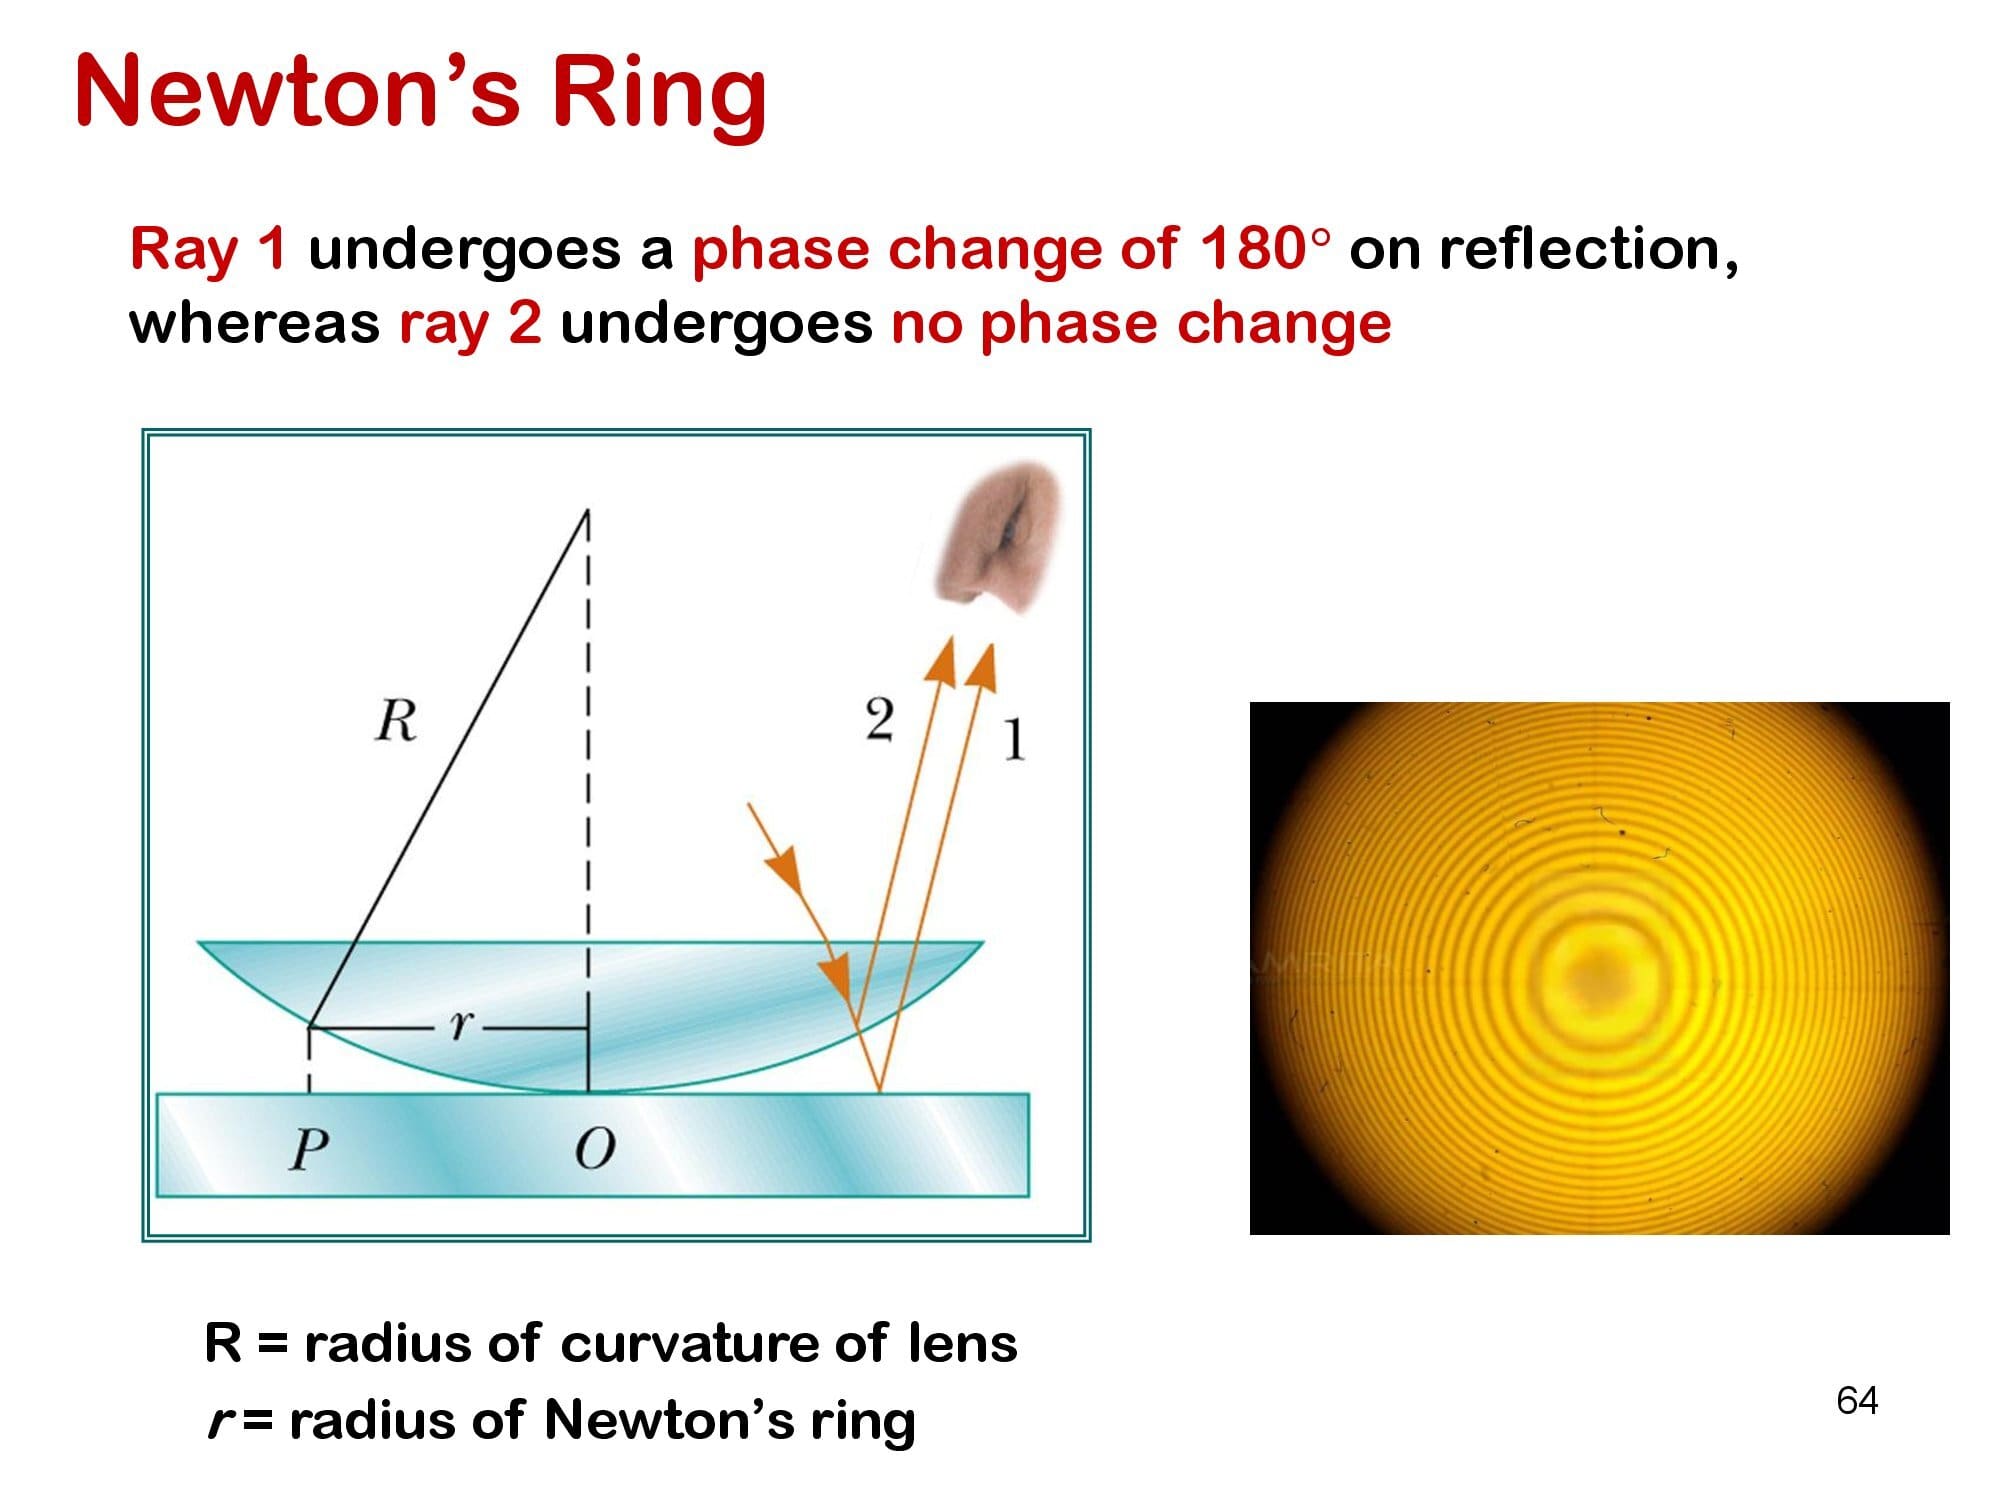 Newton’s Ring
Ray 1 undergoes a phase change of 180° on reflection,
whereas ray 2 undergoes no phase change
R
2
1
r
P
O
AMRITA
R = radius of curvature of lens
r = radius of Newton’s ring
64